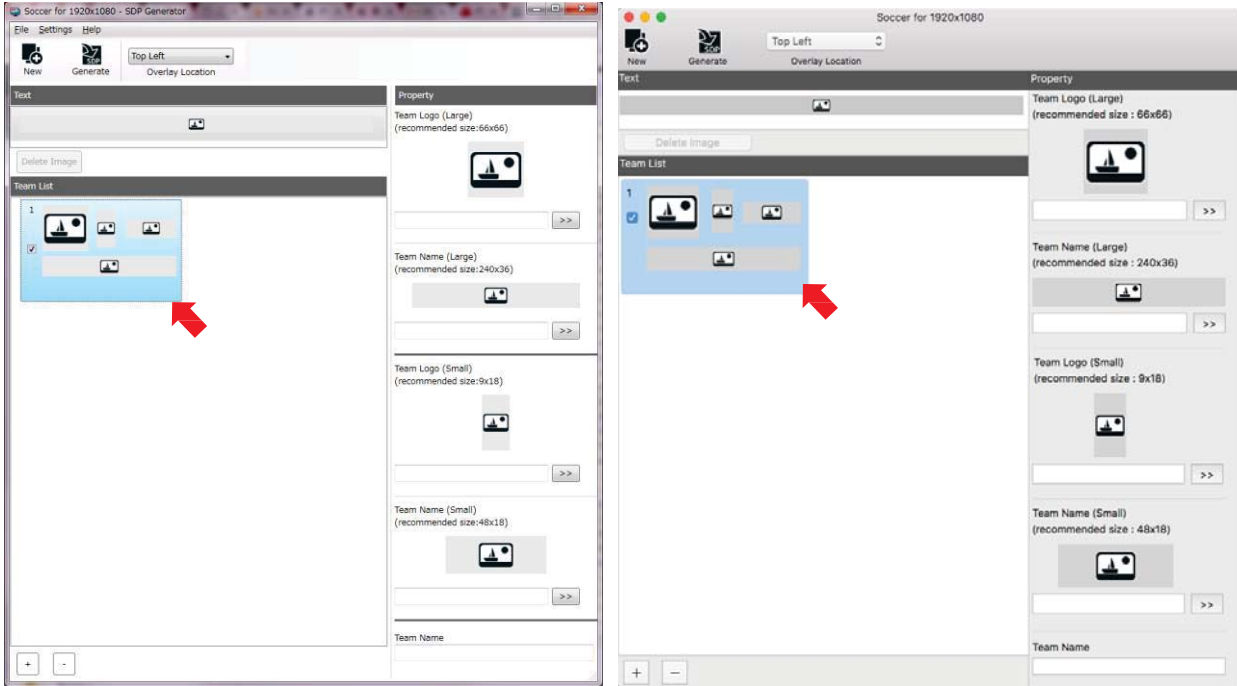 Soccer for 1920x1080 - SDP Generator
File Settings Help
New
Generate
Top Left
Overlay Location
Text
Delete Image
Team List
1
+ -
Property
Team Logo (Large)
(recommended size:66x66)
>>
Team Name (Large)
(recommended size:240x36)
>>
Team Logo (Small)
(recommended size:9x18)
>>
Team Name (Small)
(recommended size:48x18)
>>
Team Name
Soccer for 1920x1080
New
SDP
Generate
Top Left
Overlay Location
Text
Delete Image
Team List
1
+ −
Property
Team Logo (Large)
(recommended size : 66x66)
>>
Team Name (Large)
(recommended size : 240x36)
>>
Team Logo (Small)
(recommended size : 9x18)
>>
Team Name (Small)
(recommended size : 48x18)
>>
Team Name